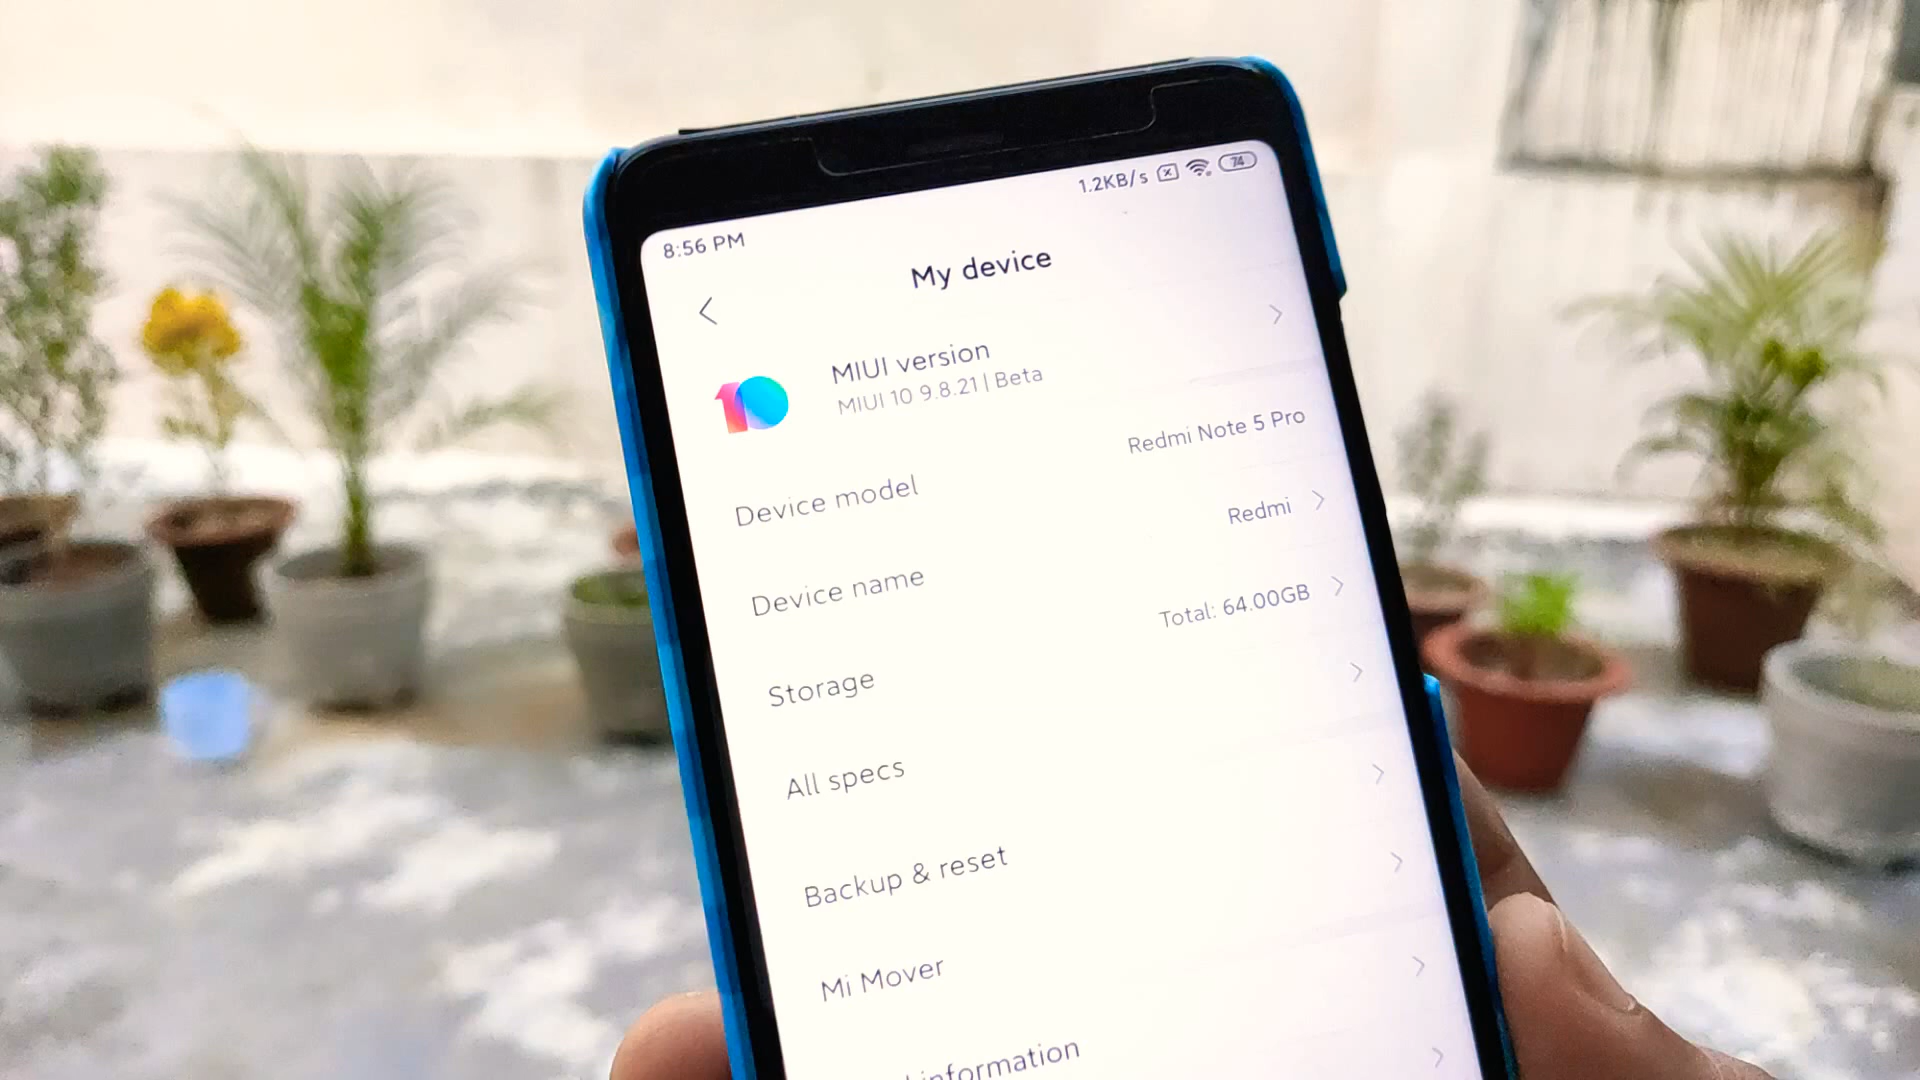 1.2KB/s 74
8:56 PM
My device
10
MIUI version
MIUI 10 9.8.21 | Beta
Device model Redmi Note 5 Pro
Device name Redmi
Storage Total: 64.00GB
All specs
Backup & reset
Mi Mover
information